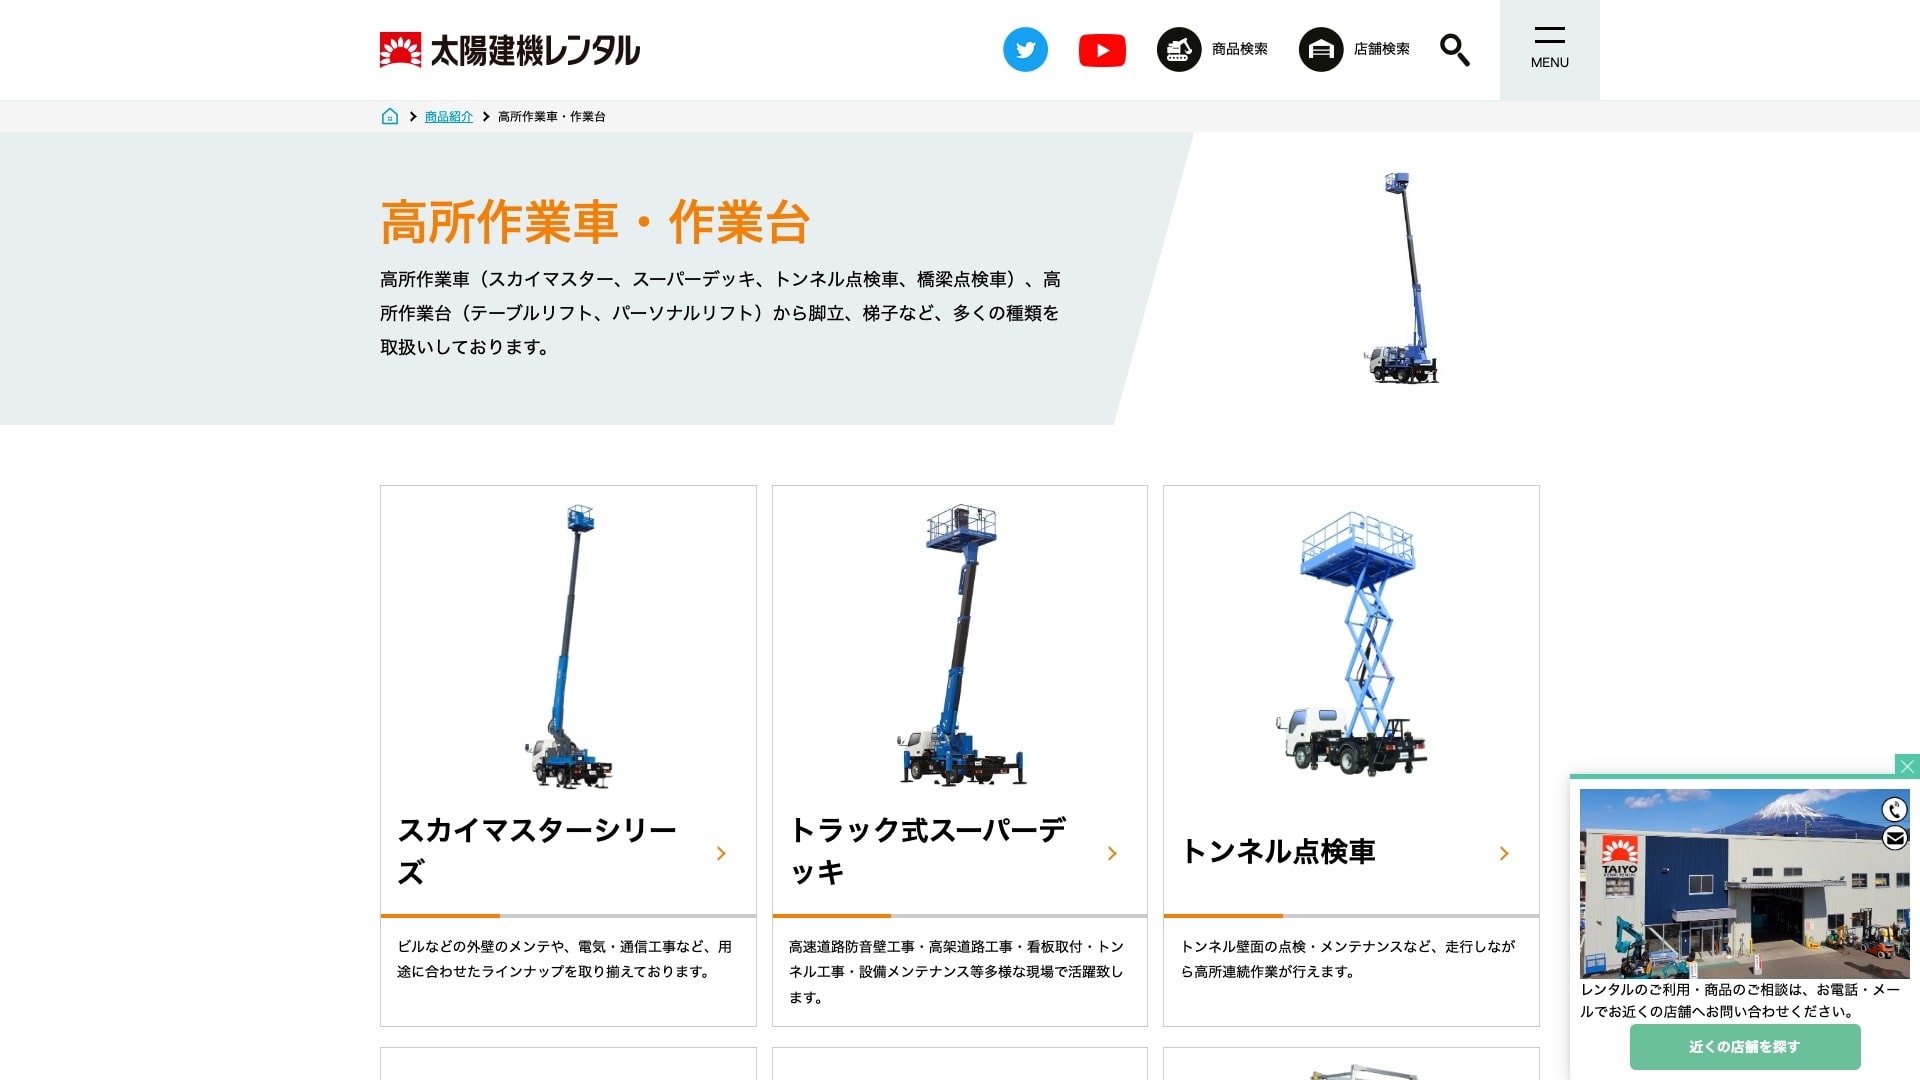 太陽建機レンタル
商品検索
店舗検索
MENU
商品紹介
高所作業車・作業台
高所作業車・作業台
高所作業車（スカイマスター、スーパーデッキ、トンネル点検車、橋梁点検車）、高
所作業台（テーブルリフト、パーソナルリフト）から脚立、梯子など、多くの種類を
取扱いしております。
スカイマスターシリー
ズ
トラック式スーパーデ
ッキ
トンネル点検車
ビルなどの外壁のメンテや、電気・通信工事など、用
途に合わせたラインナップを取り揃えております。
高速道路防音壁工事・高架道路工事・看板取付・トン
ネル工事・設備メンテナンス等多様な現場で活躍致し
ます。
トンネル壁面の点検・メンテナンスなど、走行しなが
ら高所連続作業が行えます。
TAIYO
レンタルのご利用・商品のご相談は、お電話・メー
ルでお近くの店舗へお問い合わせください。
近くの店舗を探す